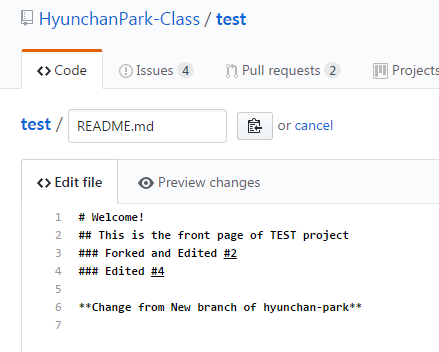 HyunchanPark-Class / test
Code Issues 4 Pull requests 2 Projects
test / README.md or cancel
Edit file Preview changes
1 # Welcome!
2 ## This is the front page of TEST project
3 ### Forked and Edited #2
4 ### Edited #4
5
6 **Change from New branch of hyunchan-park**
7